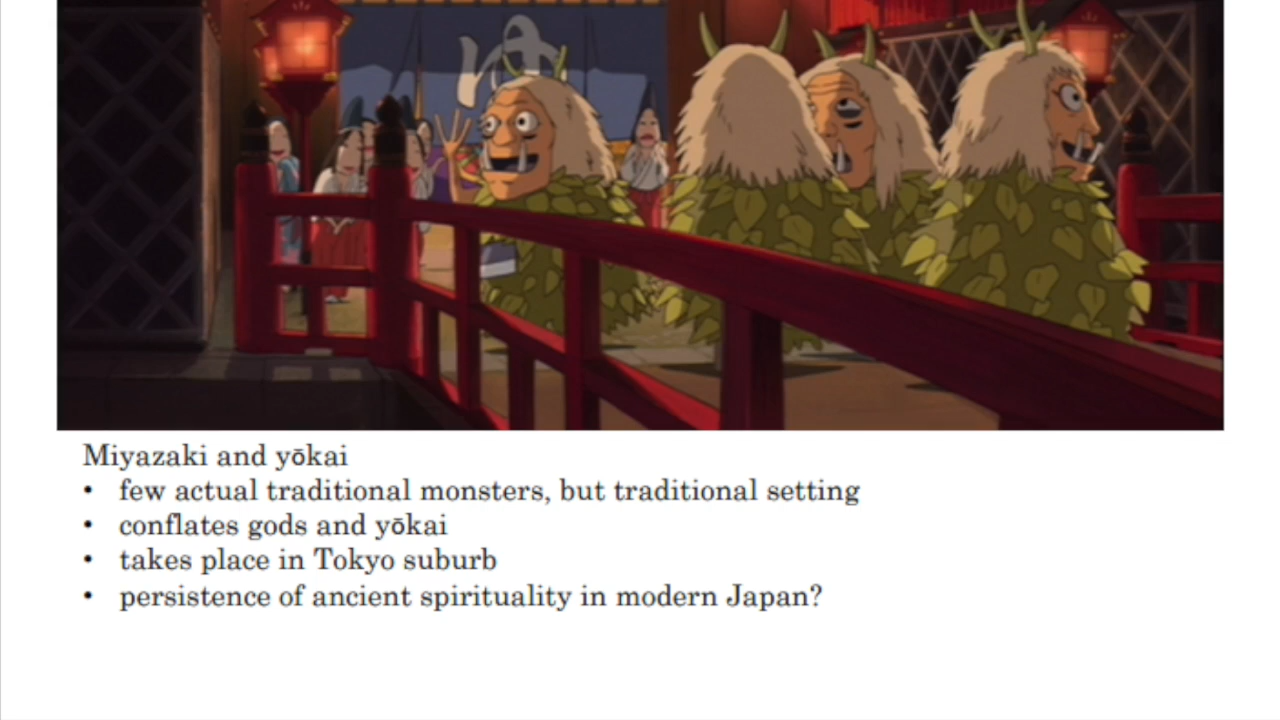 ゆ
Miyazaki and yōkai
• few actual traditional monsters, but traditional setting
• conflates gods and yōkai
• takes place in Tokyo suburb
• persistence of ancient spirituality in modern Japan?